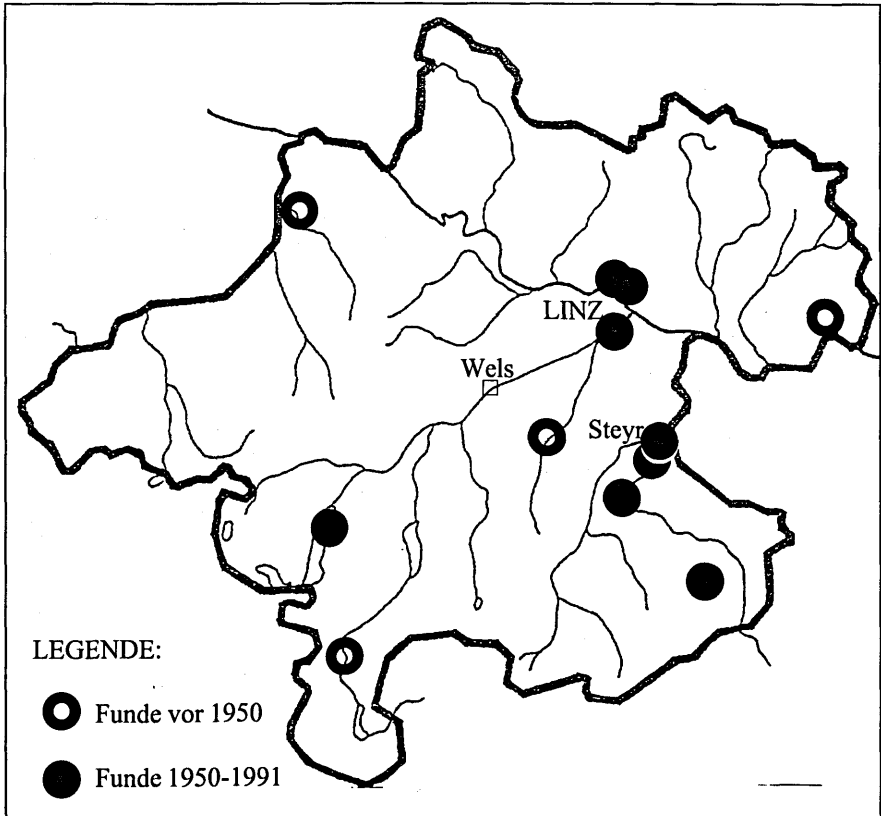 LINZ
Wels
Steyr
LEGENDE:
Funde vor 1950
Funde 1950-1991